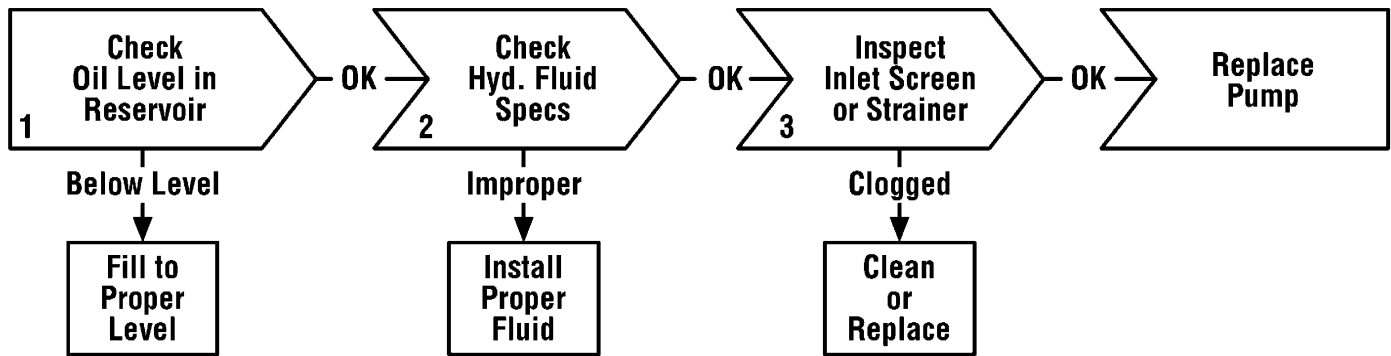 Check
Oil Level in
Reservoir
1
OK
Check
Hyd. Fluid
Specs
2
OK
Inspect
Inlet Screen
or Strainer
3
OK
Replace
Pump
Below Level
Improper
Clogged
Fill to
Proper
Level
Install
Proper
Fluid
Clean
or
Replace